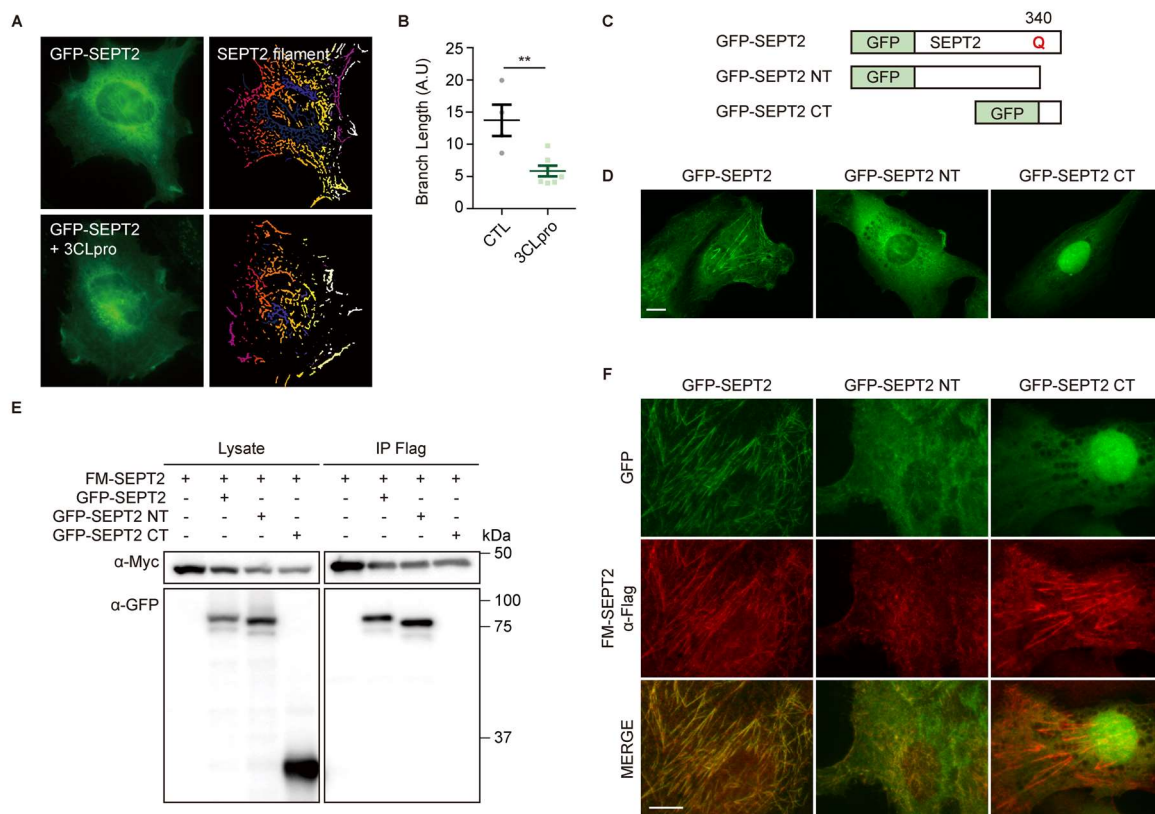 A
GFP-SEPT2
SEPT2 filament
GFP-SEPT2
+ 3CLpro
B
Branch Length (A.U)
25
20
15
10
5
0
**
CTL
3CLpro
C
340
GFP-SEPT2
GFP
SEPT2
Q
GFP-SEPT2 NT
GFP
GFP-SEPT2 CT
GFP
D
GFP-SEPT2
GFP-SEPT2 NT
GFP-SEPT2 CT
E
Lysate
IP Flag
FM-SEPT2 + + + + + + + +
GFP-SEPT2 - + - - - + - -
GFP-SEPT2 NT - - + - - - + -
GFP-SEPT2 CT - - - + - - - + kDa
α-Myc
50
α-GFP
100
75
37
F
GFP-SEPT2
GFP-SEPT2 NT
GFP-SEPT2 CT
GFP
FM-SEPT2
α-Flag
MERGE